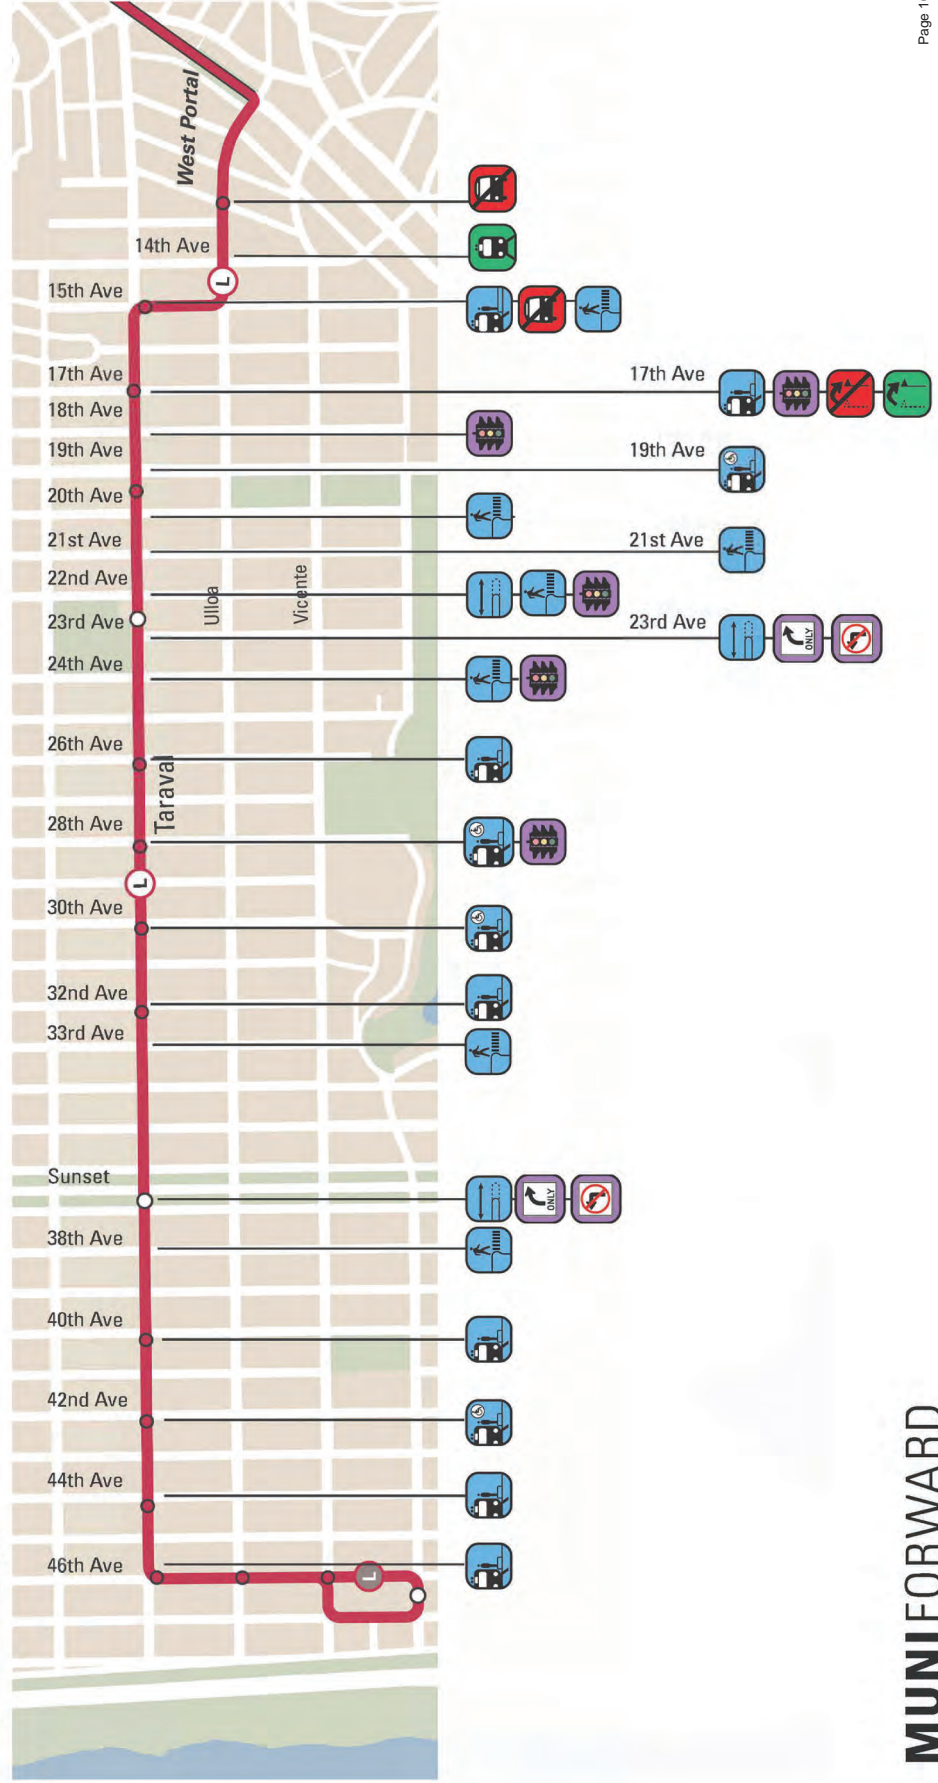 Page 1
West Portal
14th Ave
L
15th Ave
17th Ave
17th Ave
18th Ave
19th Ave
19th Ave
20th Ave
21st Ave
21st Ave
22nd Ave
Ulloa
Vicente
23rd Ave
23rd Ave
ONLY
24th Ave
26th Ave
Taraval
28th Ave
L
30th Ave
32nd Ave
33rd Ave
Sunset
ONLY
38th Ave
40th Ave
42nd Ave
44th Ave
46th Ave
L
MUNIFORWARD